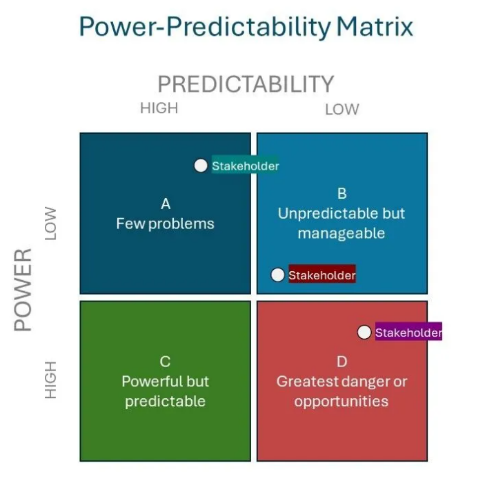 Power-Predictability Matrix
PREDICTABILITY
HIGH
LOW
POWER
LOW
HIGH
Stakeholder
A
Few problems
B
Unpredictable but
manageable
Stakeholder
Stakeholder
C
Powerful but
predictable
D
Greatest danger or
opportunities